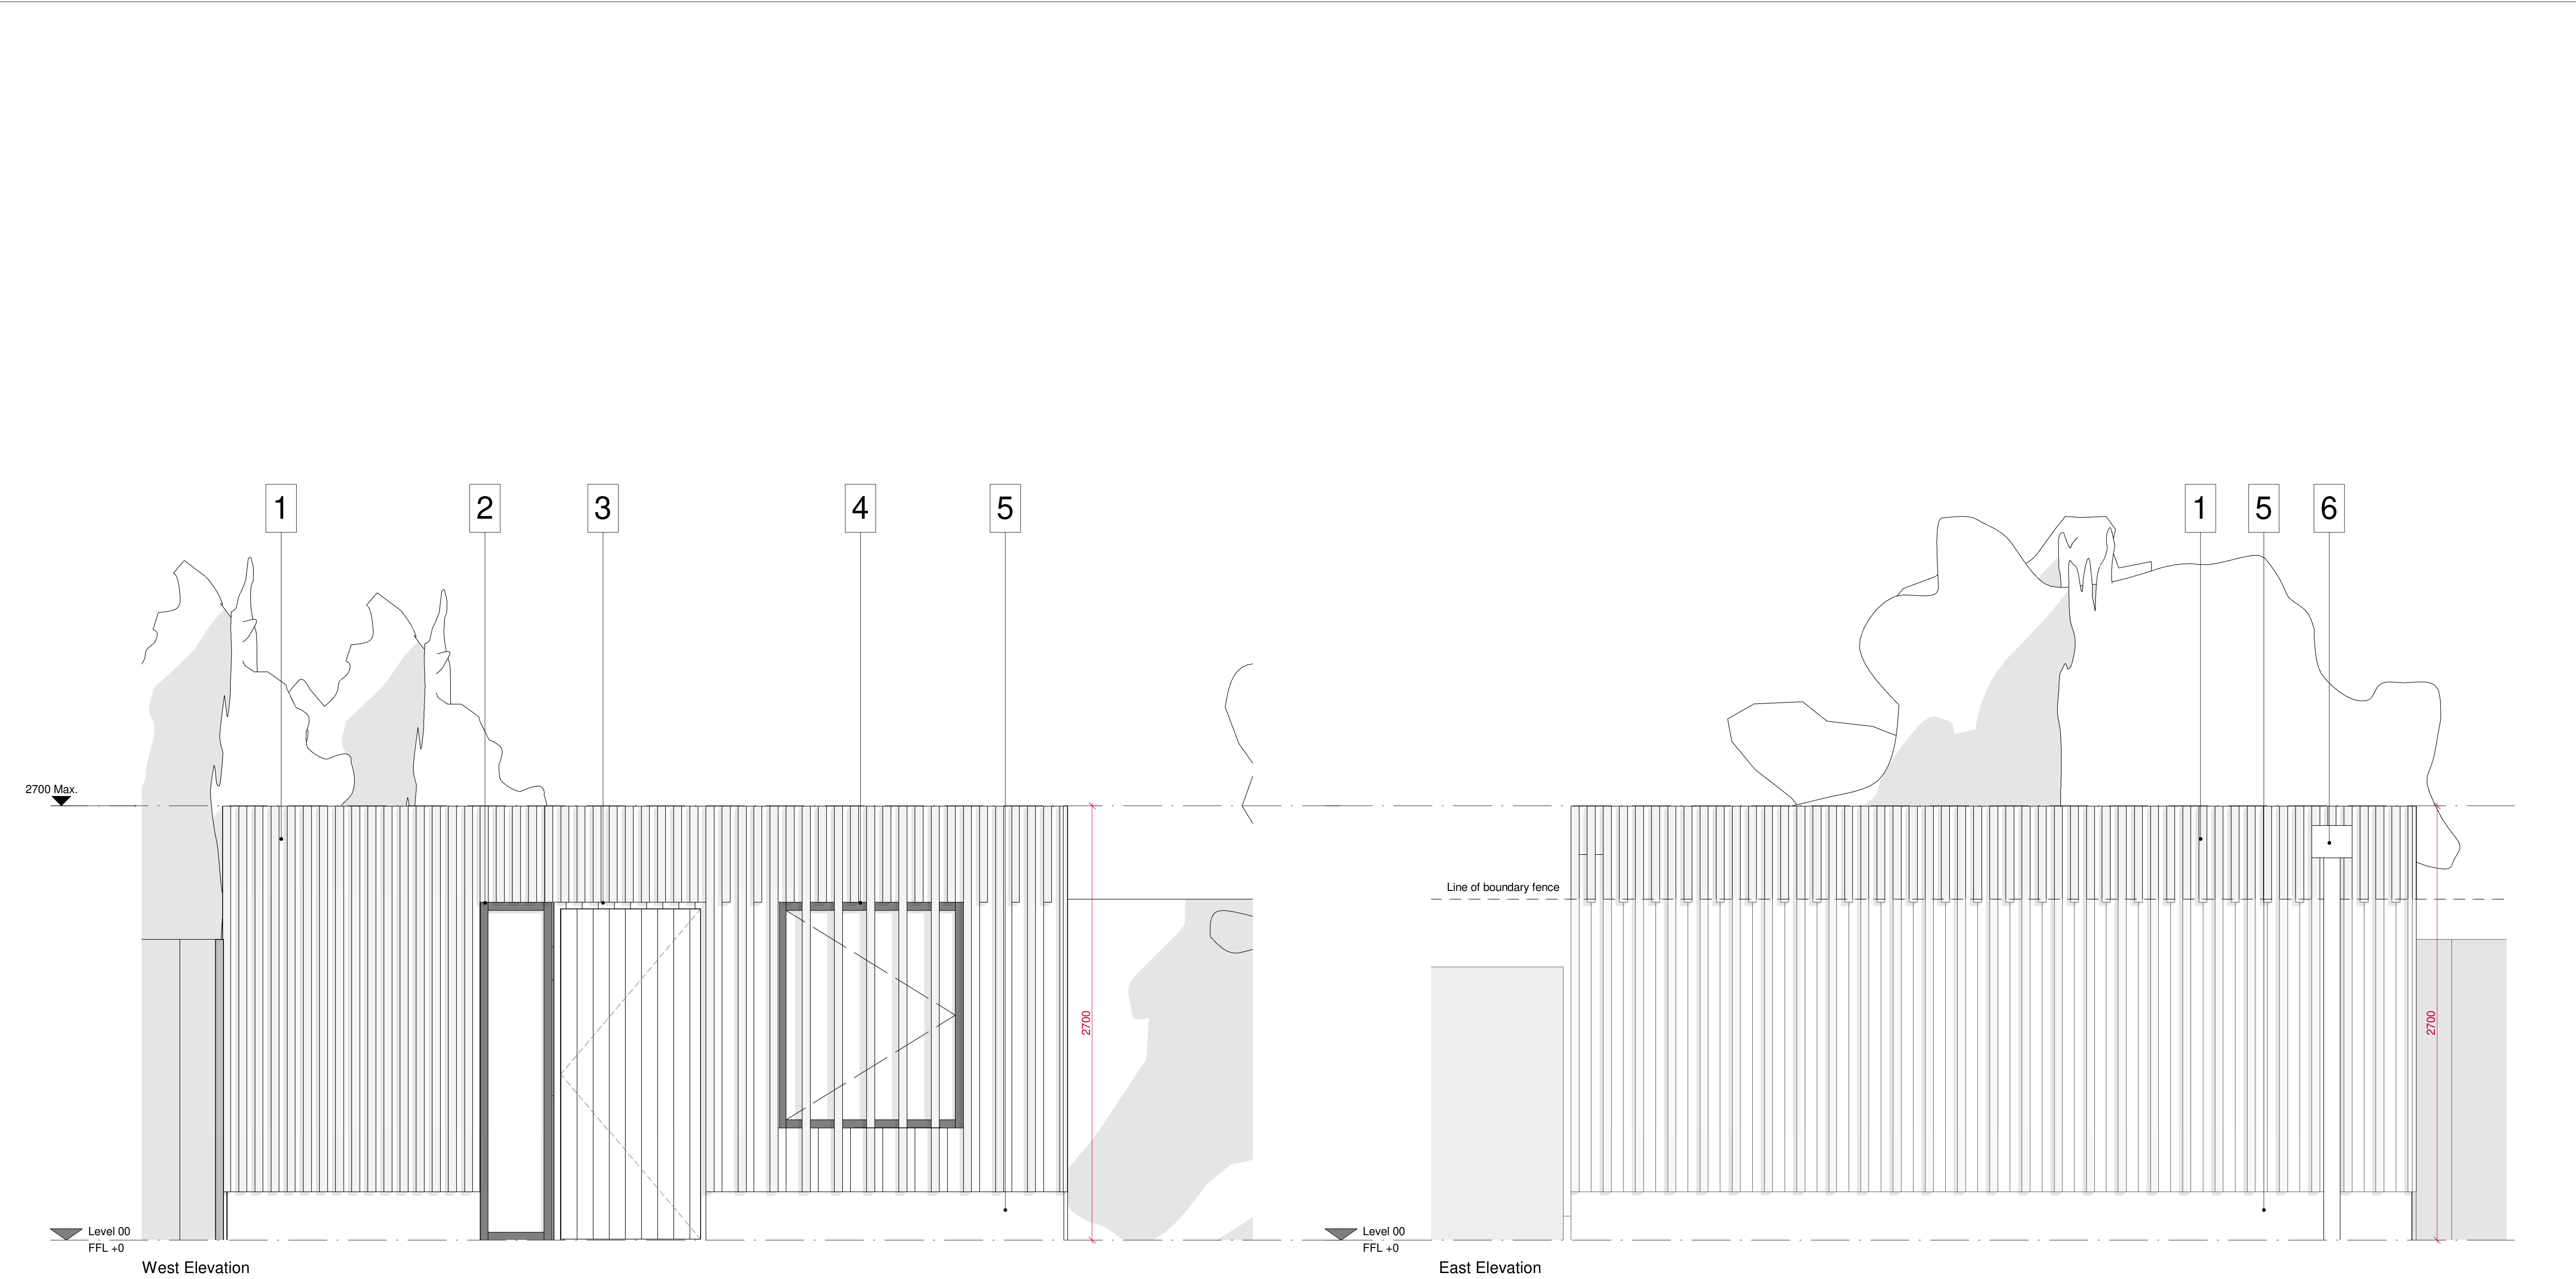 1 2 3 4 5
1 5 6
2700 Max.
Line of boundary fence
2700
2700
Level 00
FFL +0
Level 00
FFL +0
West Elevation
East Elevation